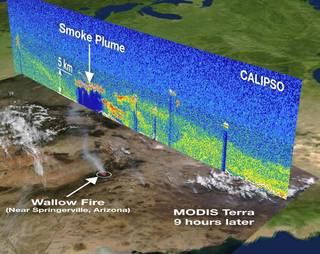 Smoke Plume
CALIPSO
5 km
Wallow Fire
(Near Springerville, Arizona)
MODIS Terra
9 hours later